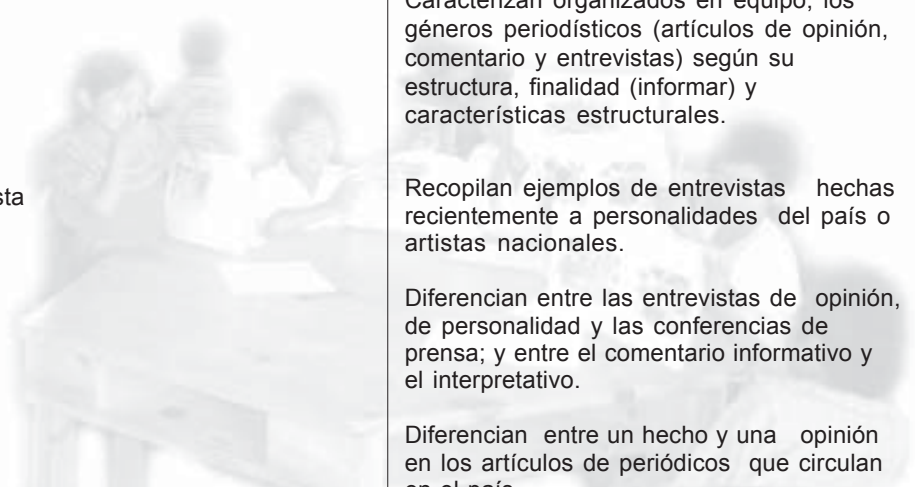 Caracterizan organizados en equipo, los
géneros periodísticos (artículos de opinión,
comentario y entrevistas) según su
estructura, finalidad (informar) y
características estructurales.
Recopilan ejemplos de entrevistas hechas
recientemente a personalidades del país o
artistas nacionales.
Diferencian entre las entrevistas de opinión,
de personalidad y las conferencias de
prensa; y entre el comentario informativo y
el interpretativo.
Diferencian entre un hecho y una opinión
en los artículos de periódicos que circulan
en el país